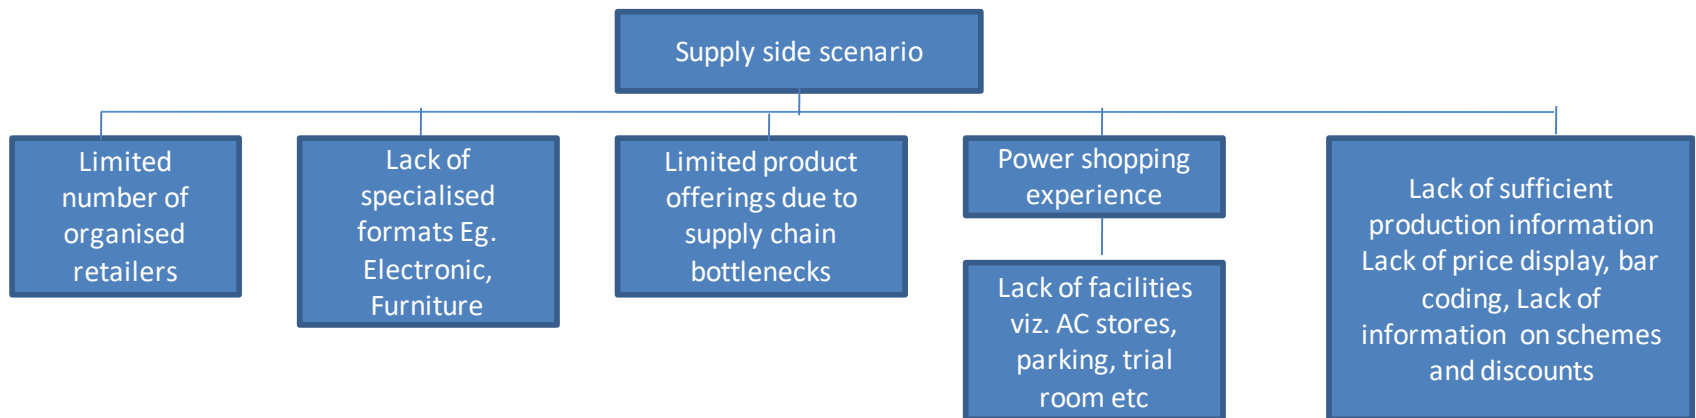 Supply side scenario
Limited
number of
organised
retailers
Lack of
specialised
formats Eg.
Electronic,
Furniture
Limited product
offerings due to
supply chain
bottlenecks
Power shopping
experience
Lack of facilities
viz. AC stores,
parking, trial
room etc
Lack of sufficient
production information
Lack of price display, bar
coding, Lack of
information on schemes
and discounts